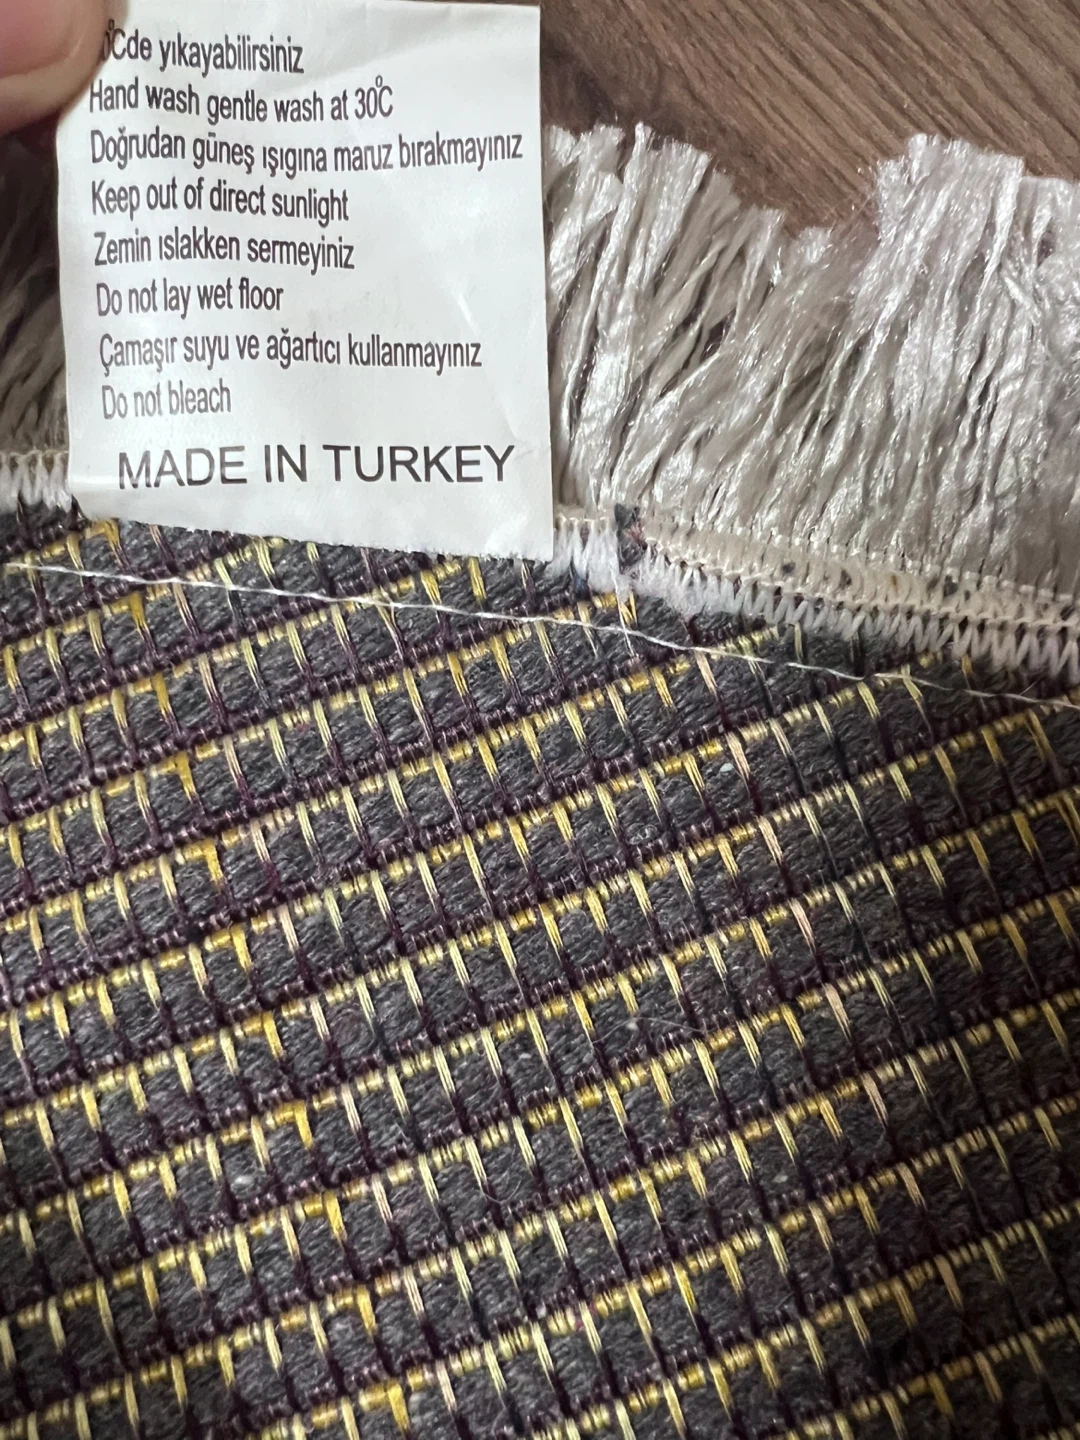 °Cde yıkayabilirsiniz
Hand wash gentle wash at 30°C
Doğrudan güneş ışıgına maruz bırakmayınız
Keep out of direct sunlight
Zemin ıslakken sermeyiniz
Do not lay wet floor
Çamaşır suyu ve ağartıcı kullanmayınız
Do not bleach
MADE IN TURKEY